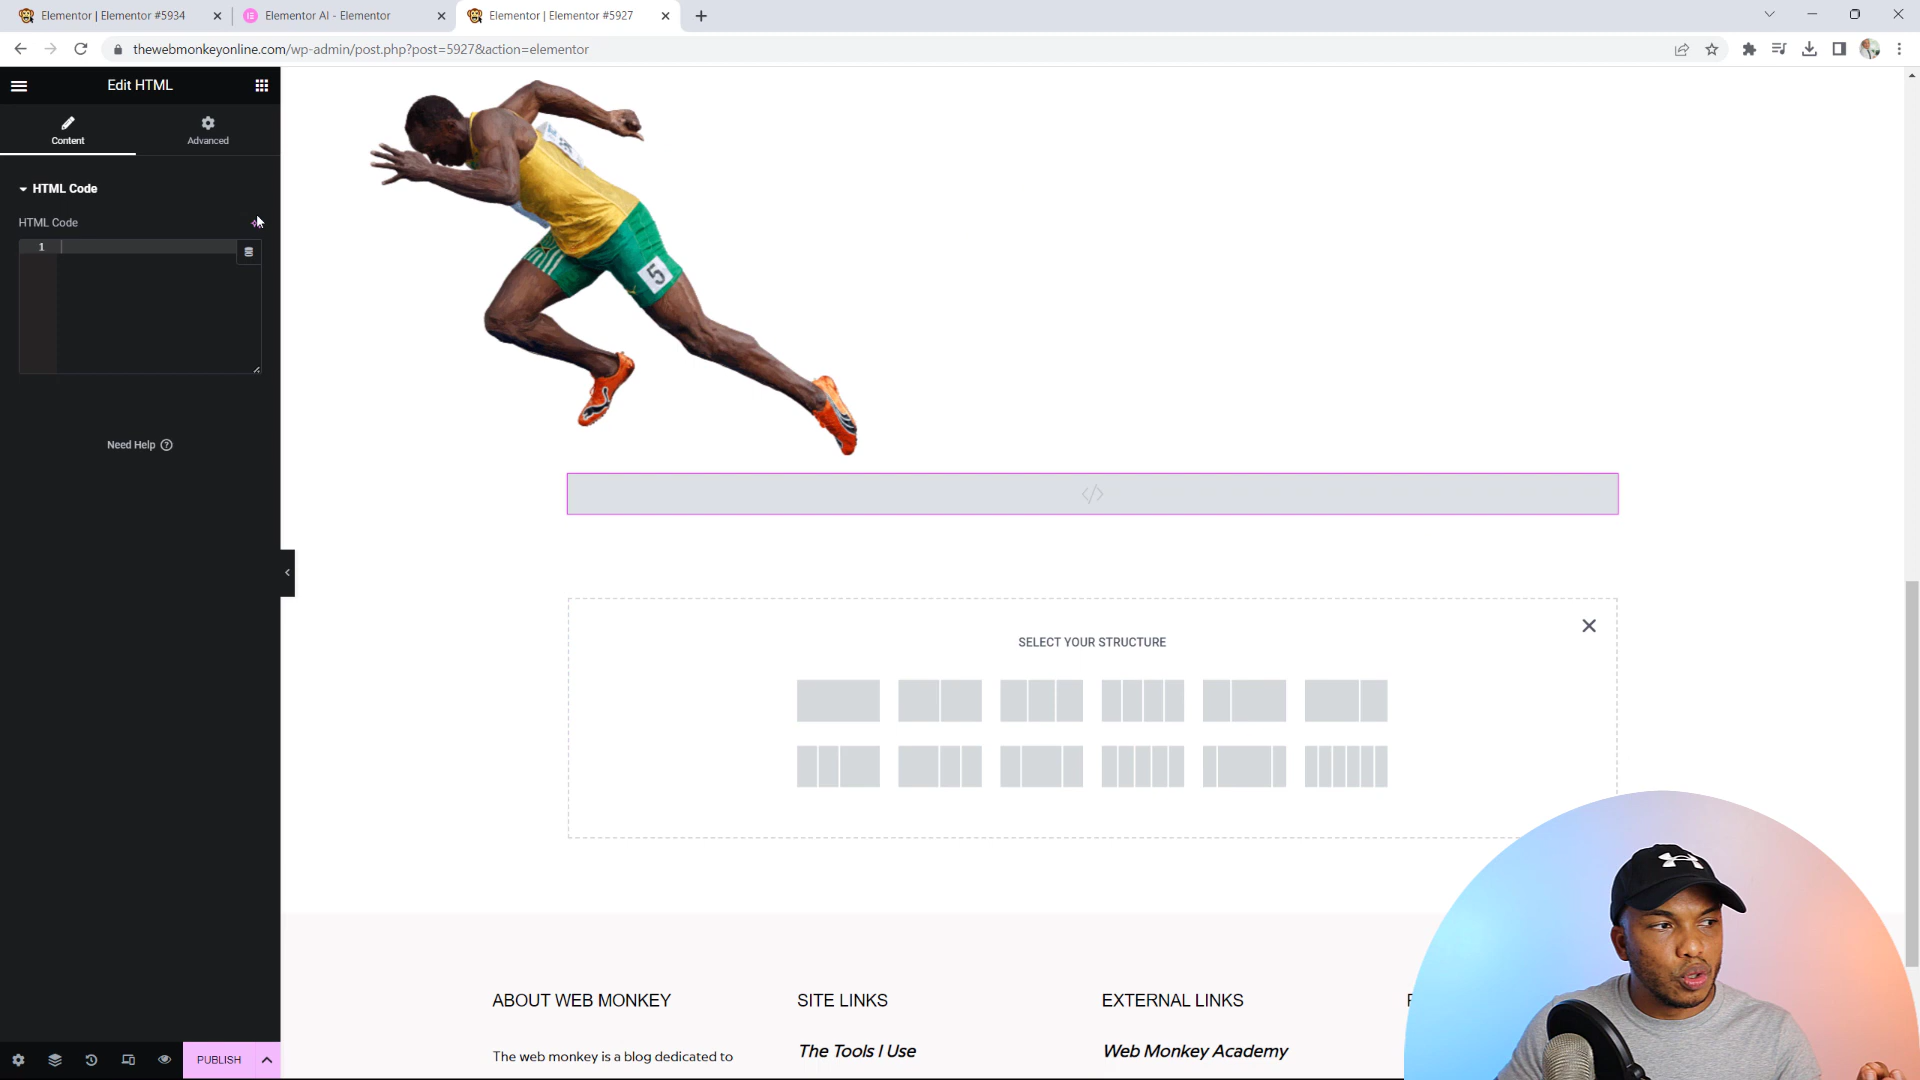 Elementor | Elementor #5934
Elementor AI - Elementor
Elementor | Elementor #5927
thewebmonkeyonline.com/wp-admin/post.php?post=5927&action=elementor
Edit HTML
Content
Advanced
HTML Code
HTML Code
1
Need Help
5
SELECT YOUR STRUCTURE
ABOUT WEB MONKEY
SITE LINKS
EXTERNAL LINKS
The web monkey is a blog dedicated to
The Tools I Use
Web Monkey Academy
PUBLISH